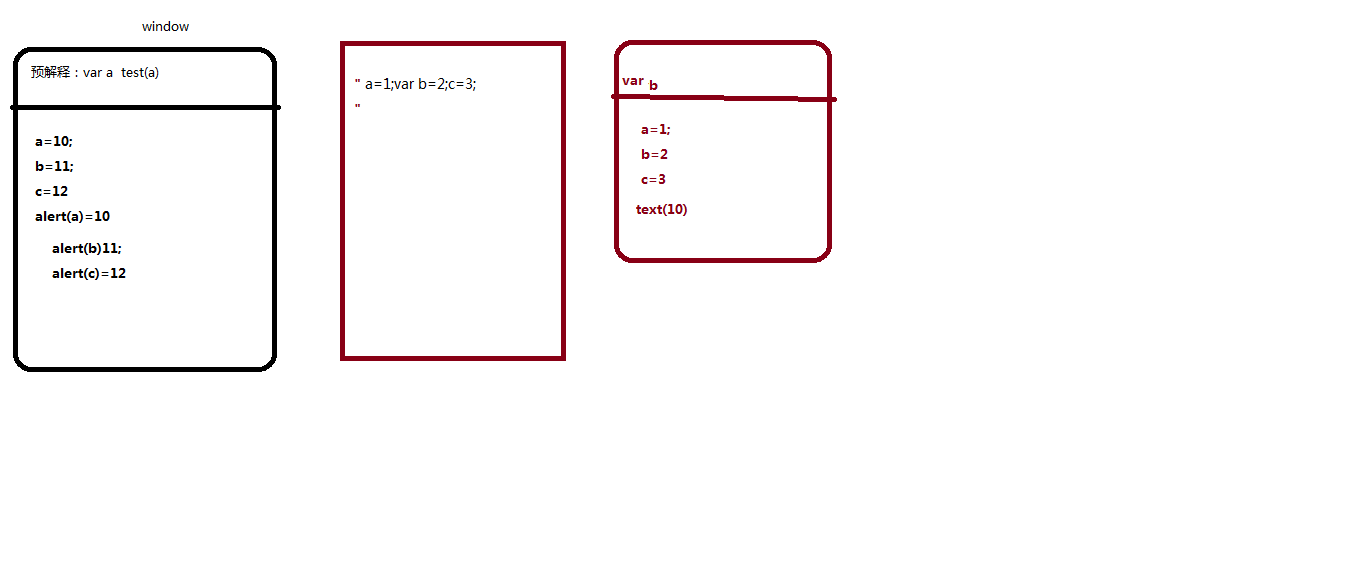 window
预解释：var a  test(a)
a=10;
b=11;
c=12
alert(a)=10
alert(b)11;
alert(c)=12
" a=1;var b=2;c=3;
"
var b
a=1;
b=2
c=3
text(10)